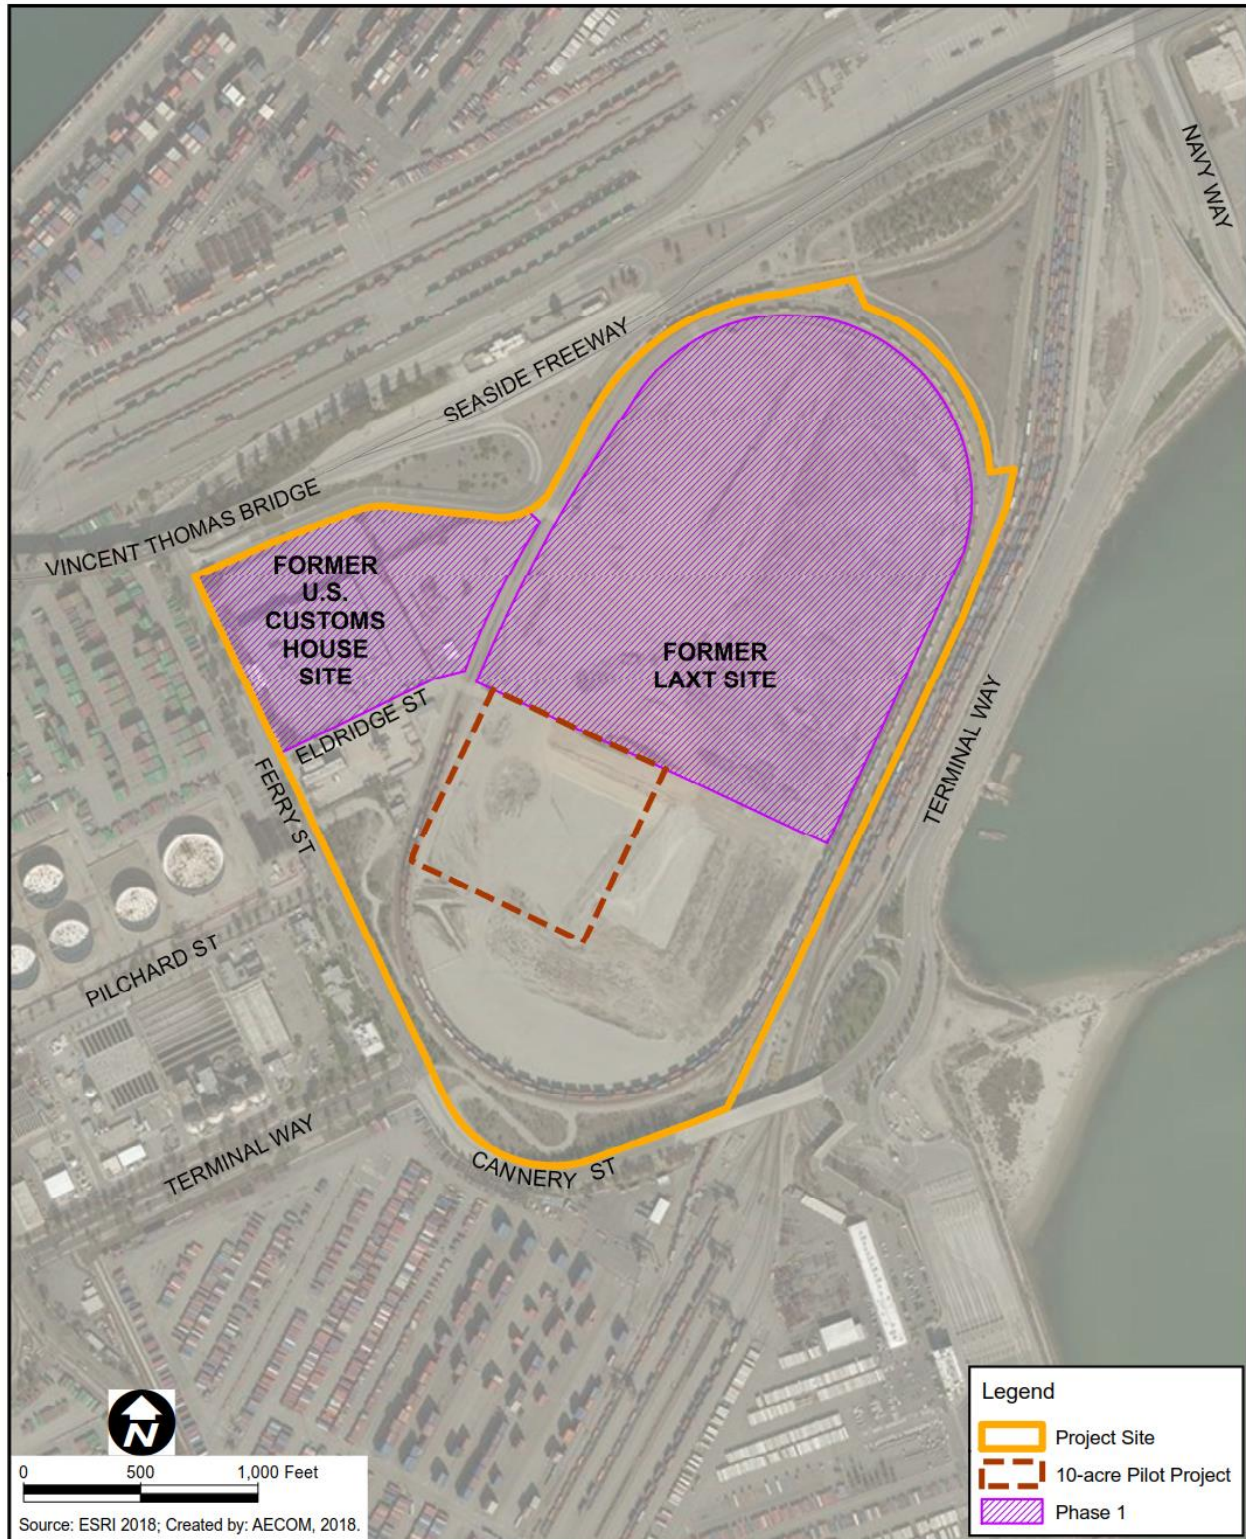 NAVY WAY
SEASIDE FREEWAY
VINCENT THOMAS BRIDGE
FORMER
U.S.
CUSTOMS
HOUSE
SITE
FORMER
LAXT SITE
ELDRIDGE ST
FERRY ST
TERMINAL WAY
PILCHARD ST
TERMINAL WAY
CANNERY ST
N
0 500 1,000 Feet
Source: ESRI 2018; Created by: AECOM, 2018.
Legend
Project Site
10-acre Pilot Project
Phase 1